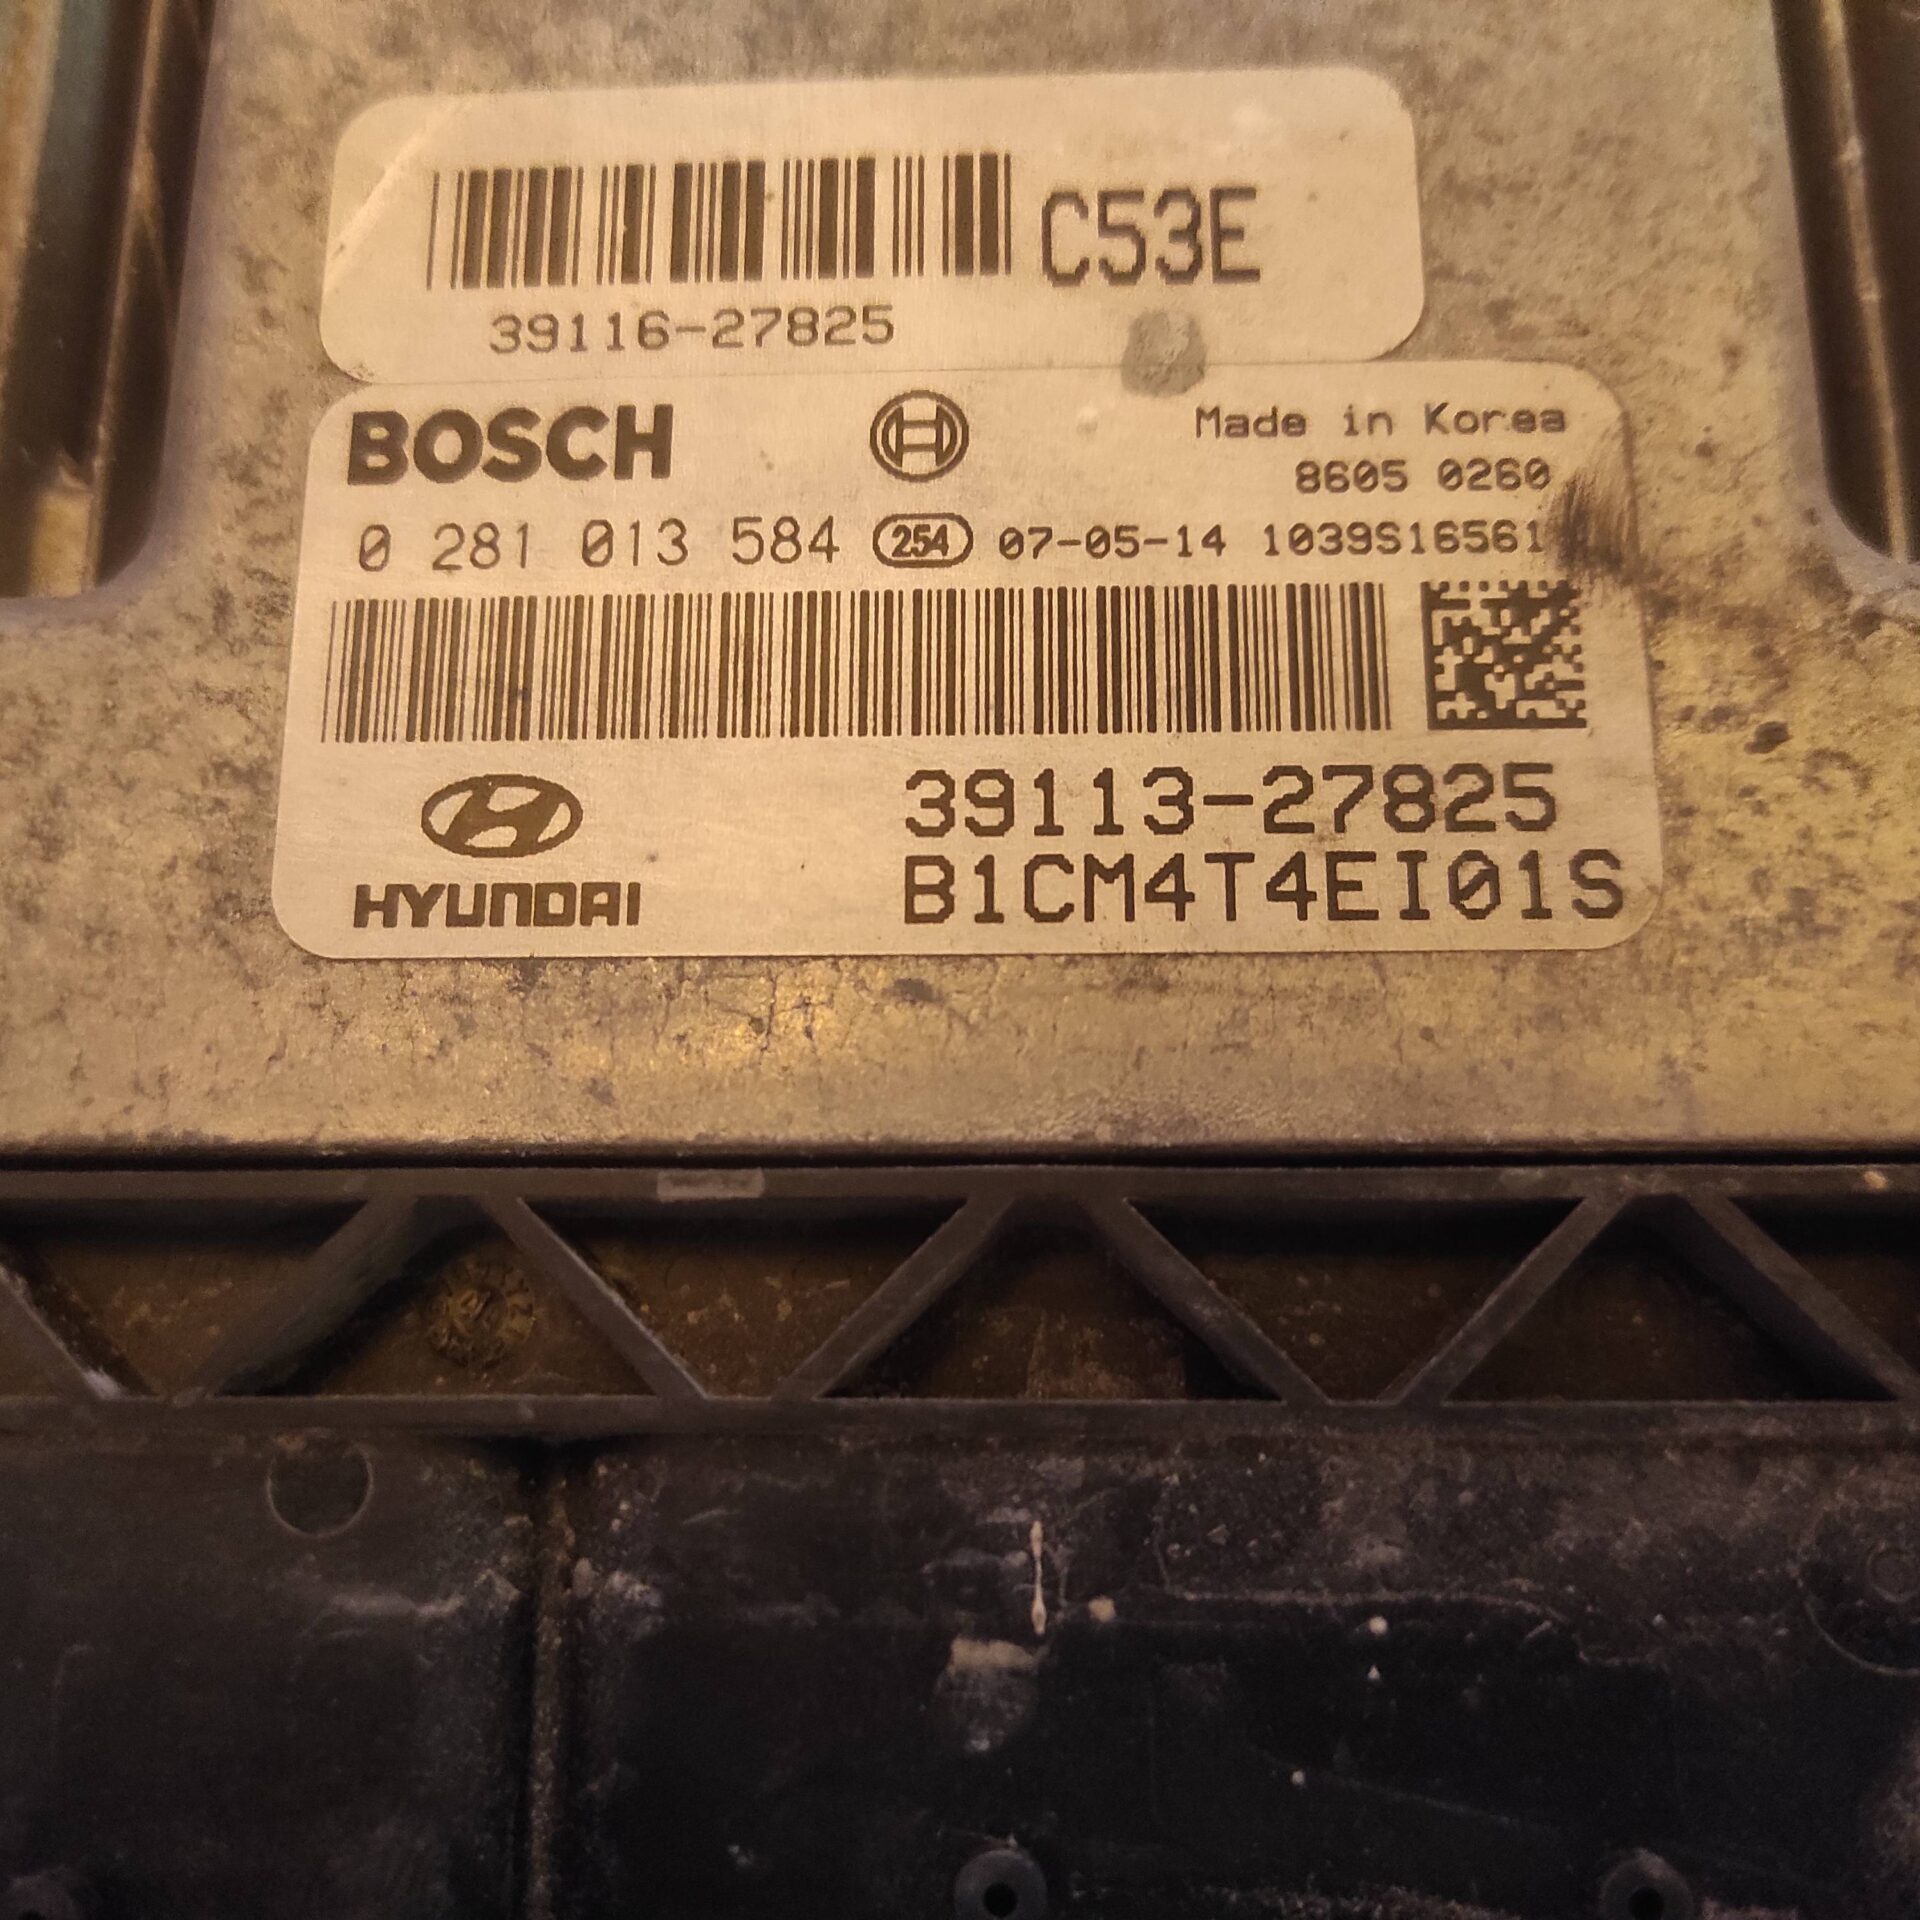 C53E
39116-27825
BOSCH
Made in Korea
8605 0260
0 281 013 584 254 07-05-14 1039S16561
39113-27825
HYUNDAI B1CM4T4EI01S